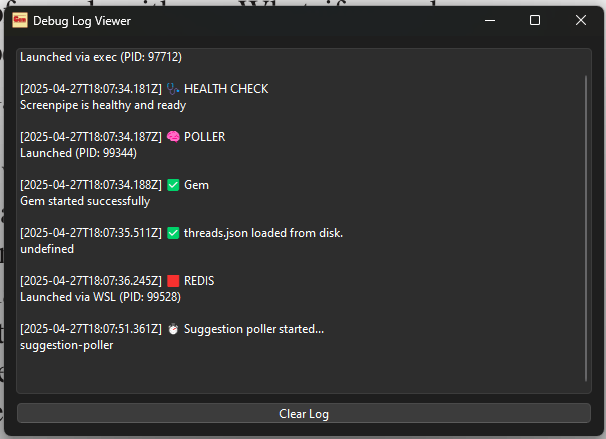 Debug Log Viewer
Launched via exec (PID: 97712)
[2025-04-27T18:07:34.181Z] 🩺 HEALTH CHECK
Screenpipe is healthy and ready
[2025-04-27T18:07:34.187Z] 🧠 POLLER
Launched (PID: 99344)
[2025-04-27T18:07:34.188Z] ✅ Gem
Gem started successfully
[2025-04-27T18:07:35.511Z] ✅ threads.json loaded from disk.
undefined
[2025-04-27T18:07:36.245Z] 🟥 REDIS
Launched via WSL (PID: 99528)
[2025-04-27T18:07:51.361Z] ⏱️ Suggestion poller started...
suggestion-poller
Clear Log